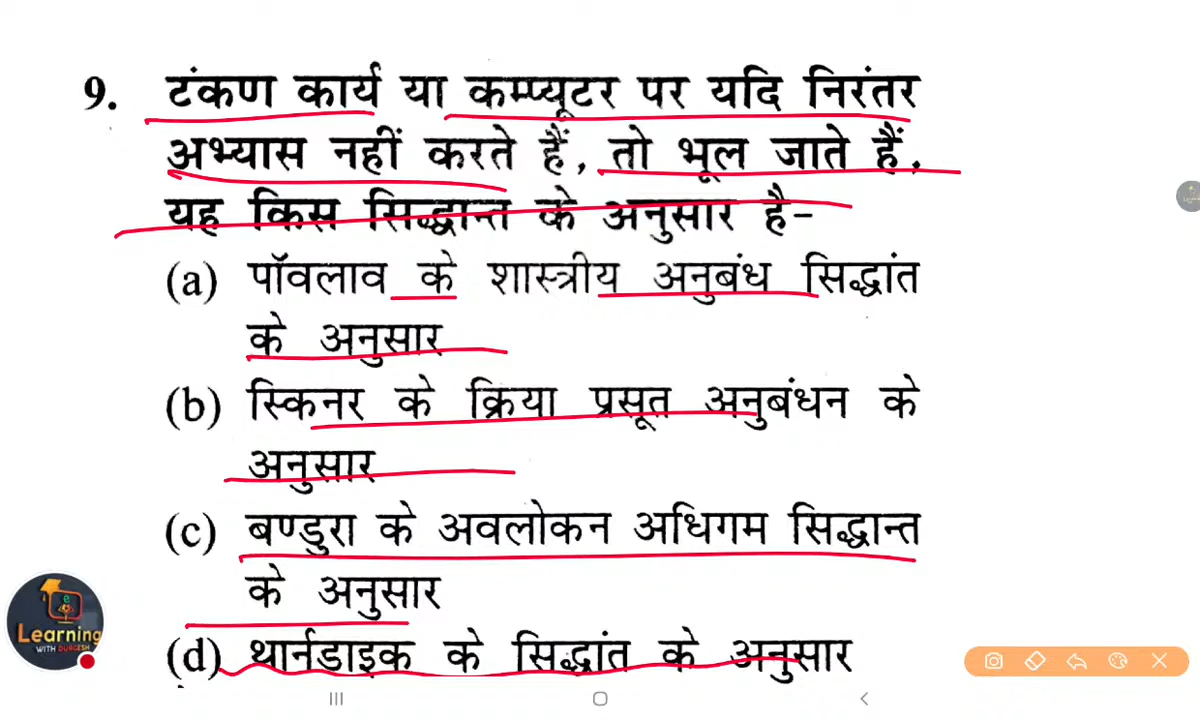 9. टंकण कार्य या कम्प्यूटर पर यदि निरंतर
अभ्यास नहीं करते हैं, तो भूल जाते हैं,
यह किस सिद्धान्त के अनुसार है-
(a) पॉवलाव के शास्त्रीय अनुबंध सिद्धांत
के अनुसार
(b) स्किनर के क्रिया प्रसूत अनुबंधन के
अनुसार
(c) बण्डुरा के अवलोकन अधिगम सिद्धान्त
के अनुसार
(d) थार्नडाइक के सिद्धांत के अनुसार
e
Learning
WITH DURGESH